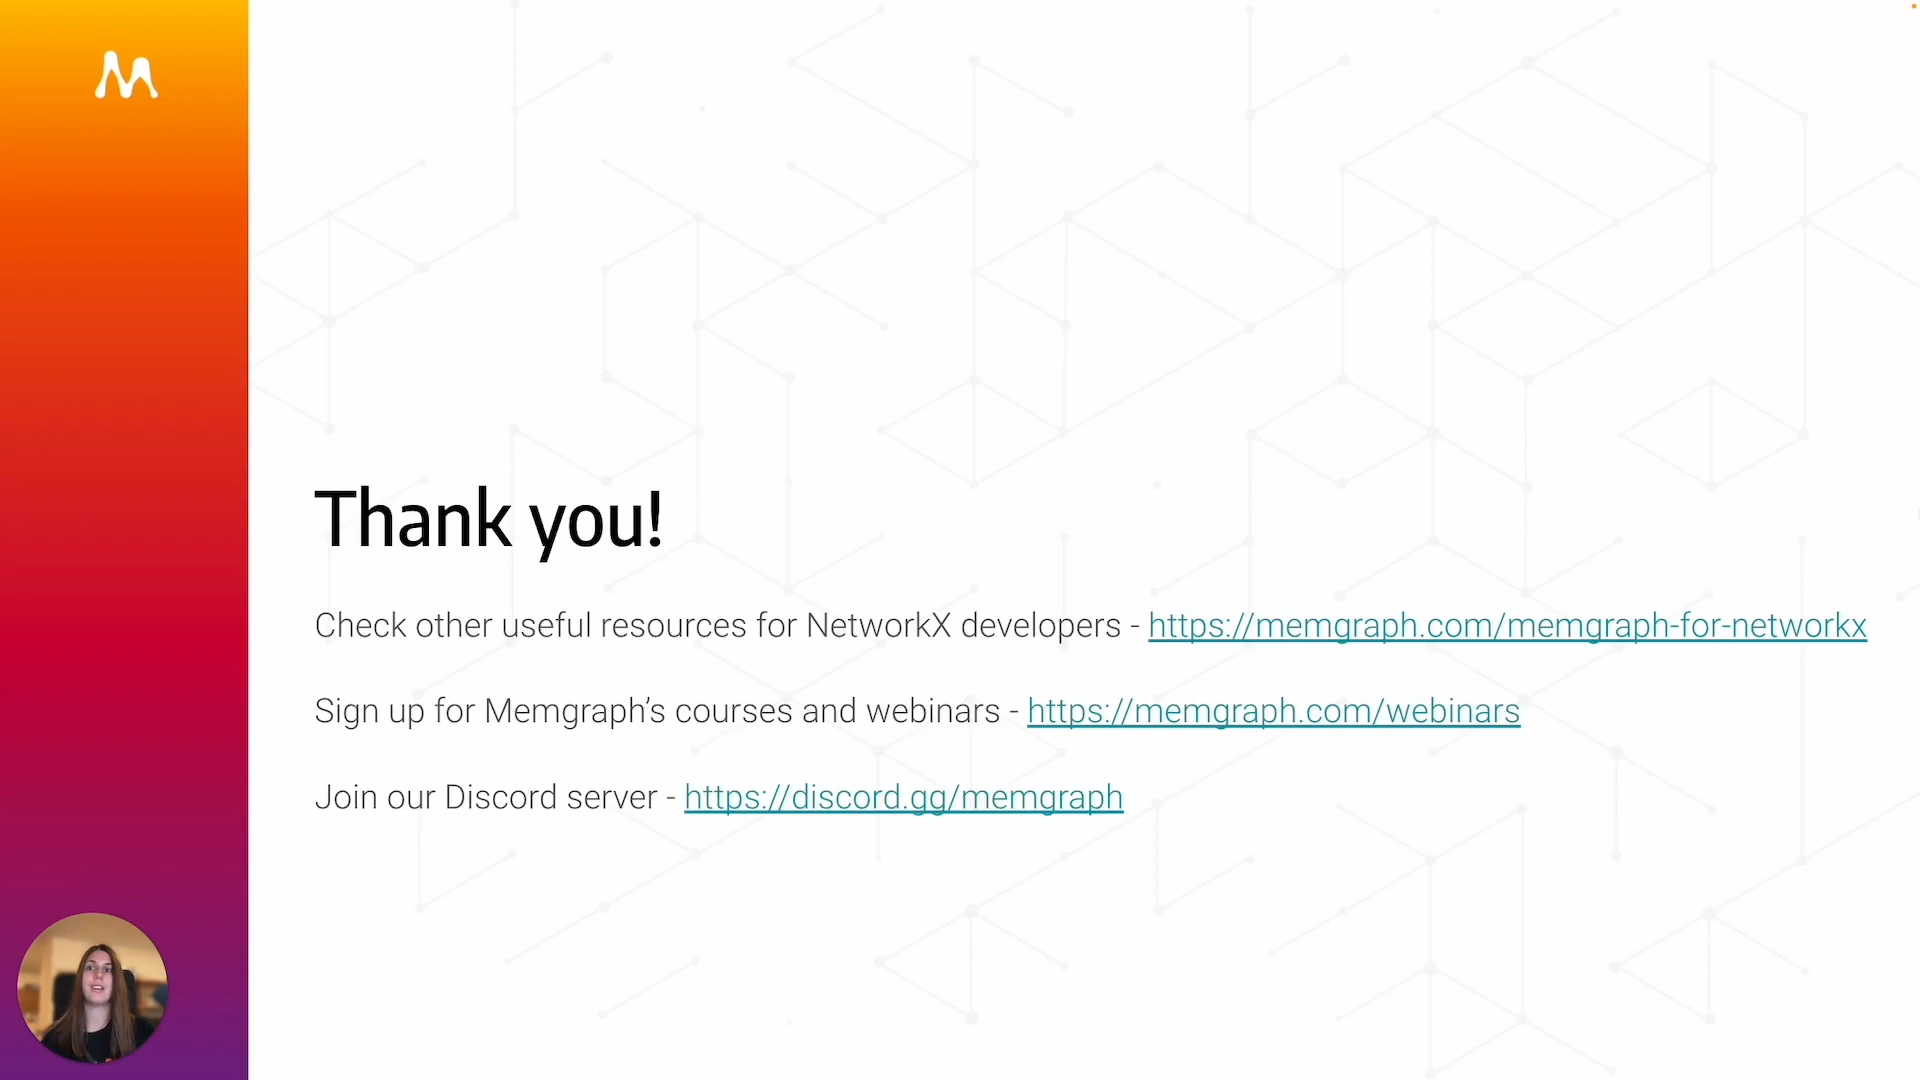 Thank you!
Check other useful resources for NetworkX developers - https://memgraph.com/memgraph-for-networkx
Sign up for Memgraph’s courses and webinars - https://memgraph.com/webinars
Join our Discord server - https://discord.gg/memgraph